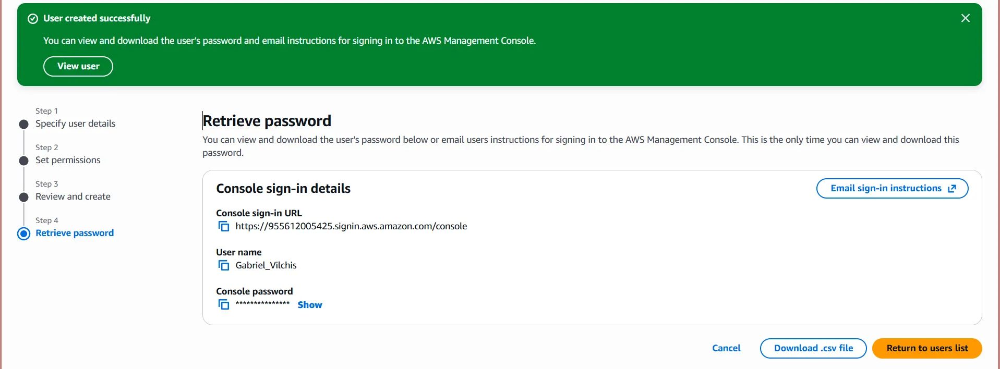 User created successfully
You can view and download the user's password and email instructions for signing in to the AWS Management Console.
View user
Step 1
Specify user details
Step 2
Set permissions
Step 3
Review and create
Step 4
Retrieve password
Retrieve password
You can view and download the user's password below or email users instructions for signing in to the AWS Management Console. This is the only time you can view and download this
password.
Console sign-in details
Email sign-in instructions
Console sign-in URL
https://955612005425.signin.aws.amazon.com/console
User name
Gabriel_Vilchis
Console password
*************** Show
Cancel
Download .csv file
Return to users list